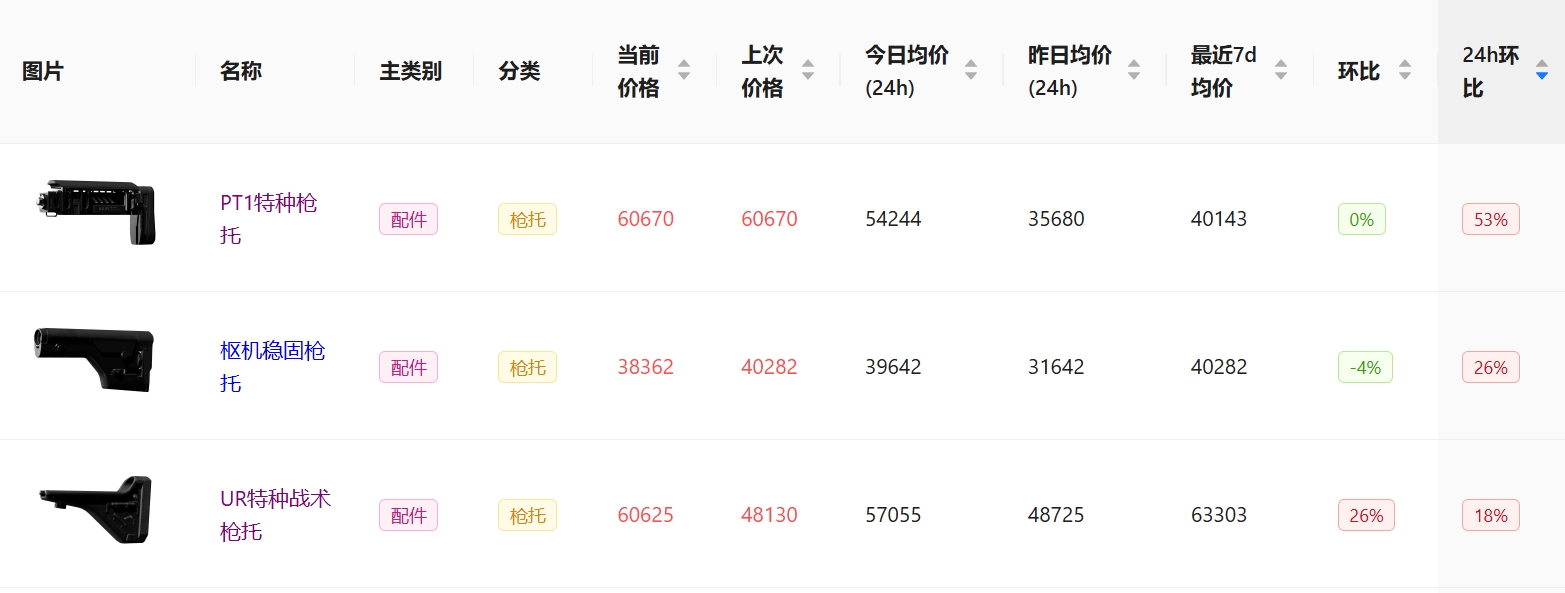 图片
名称
主类别
分类
当前
价格
上次
价格
今日均价
(24h)
昨日均价
(24h)
最近7d
均价
环比
24h环
比
PT1特种枪
托
配件
枪托
60670
60670
54244
35680
40143
0%
53%
枢机稳固枪
托
配件
枪托
38362
40282
39642
31642
40282
-4%
26%
UR特种战术
枪托
配件
枪托
60625
48130
57055
48725
63303
26%
18%